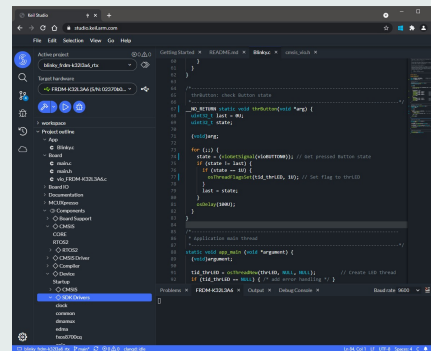 Keil Studio
studio.keil.arm.com
File Edit Selection View Go Help
Active project
blinky_frdm-k32l3a6_rtx
Target hardware
FRDM-K32L3A6
workspace
Project outline
App
Blinky.c
Board
main.c
main.h
vio_FRDM-K32L3A6.c
Board IO
Documentation
MCUXpresso
Components
Board Support
CMSIS
CORE
RTOS2
RTOS2
CMSIS Driver
Compiler
Device
Startup
CMSIS
SDK Drivers
clock
common
dmamux
edma
fxos8700cq
Getting Started README.md Blinky.c
}
}
}
/*
thrButton: check Button state
*/
__NO_RETURN static void thrButton(void *arg) {
uint32_t last = 0U;
uint32_t state;
(void)arg;
for (;;) {
state = (vioGetSignal(vioBUTTON0)); // Get pressed Button state
if (state != last) {
if (state == 1U) {
osThreadFlagsSet(tid_thrLED, 1U); // Set flag to thrLED
}
last = state;
}
osDelay(100U);
}
}
/*
* Application main thread
*/
static void app_main (void *argument) {
(void)argument;
tid_thrLED = osThreadNew(thrLED, NULL, NULL); // Create LED thread
if (tid_thrLED == NULL) { /* add error handling */ }
Problems FRDM-K32L3A6 Output Debug Console Baud rate 9600